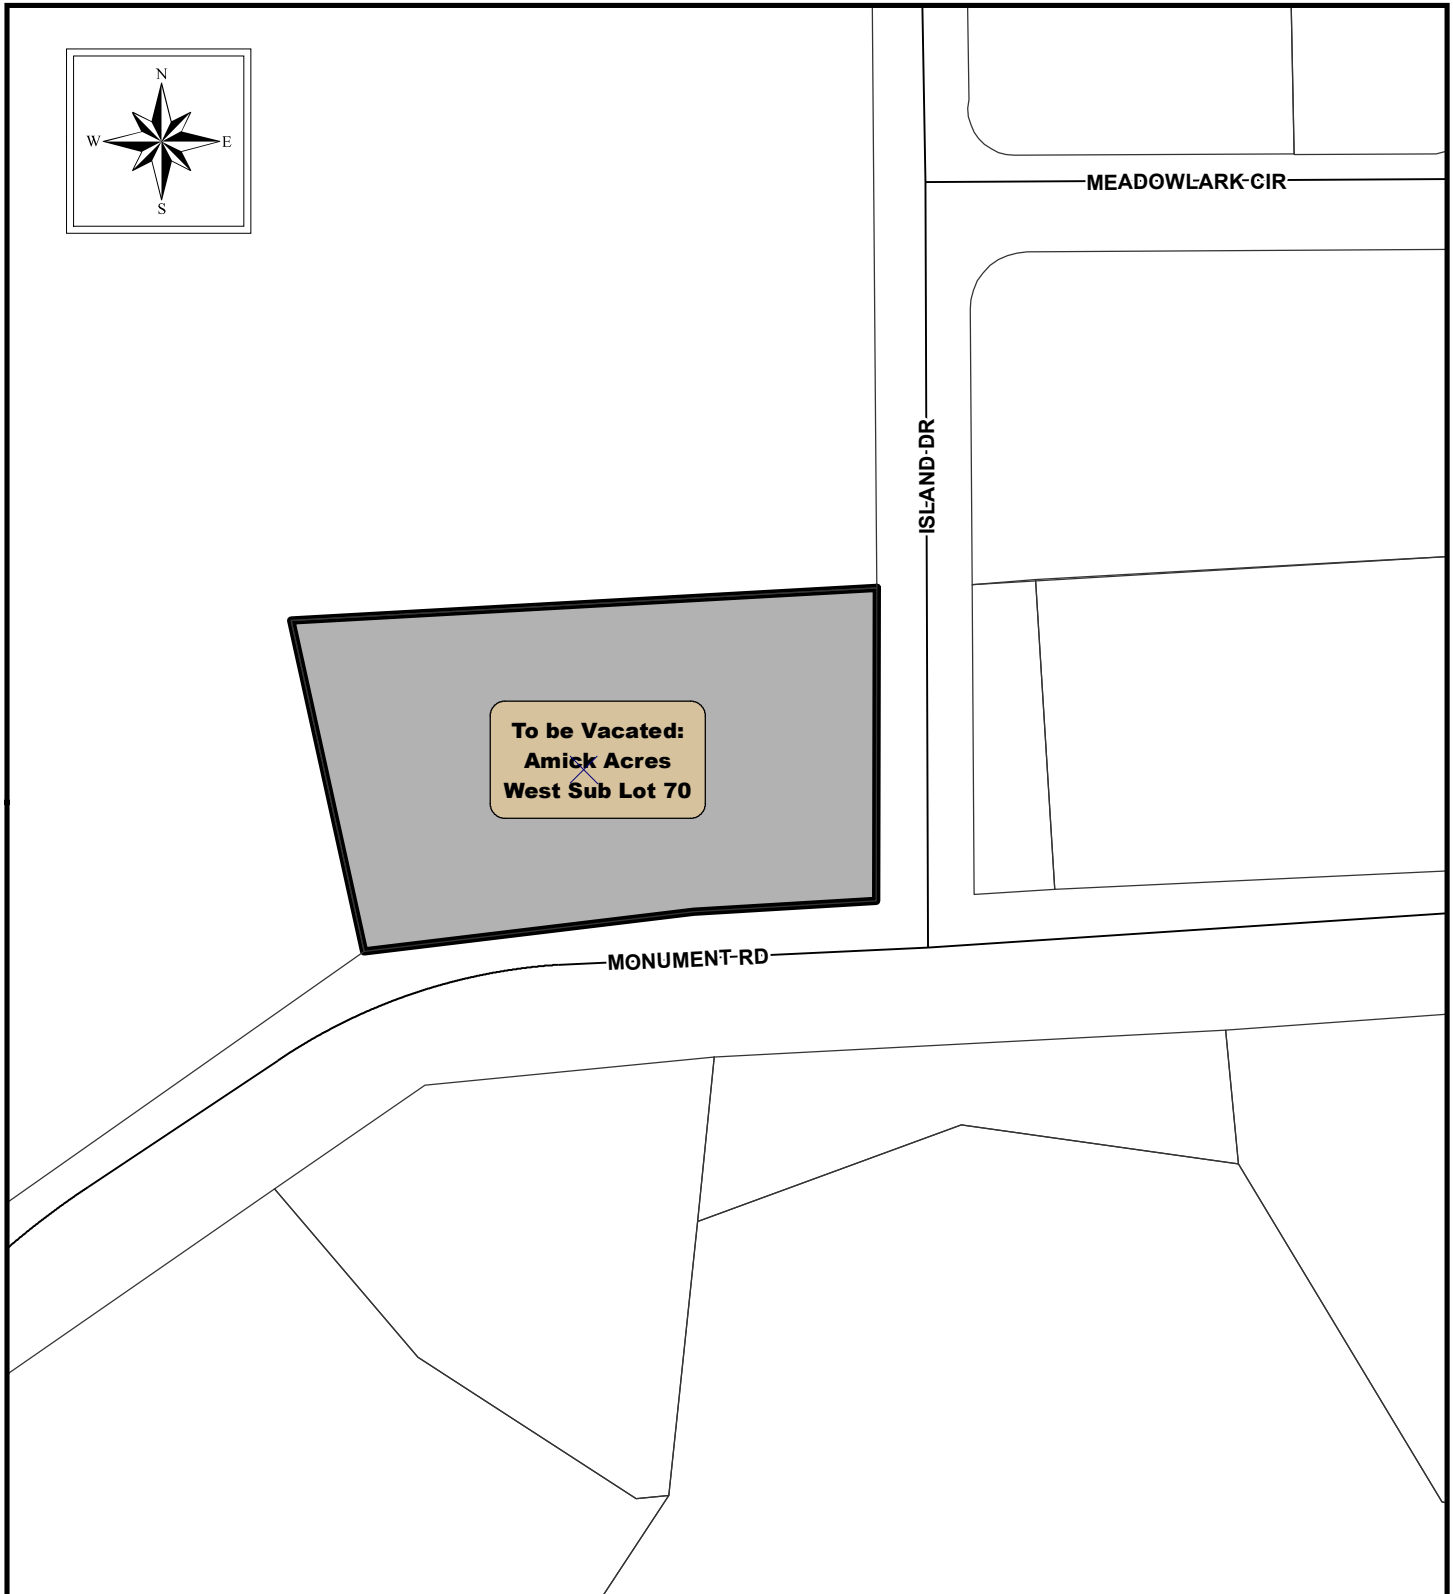 N
W E
S
MEADOWLARK CIR
ISLAND DR
To be Vacated:
Amick Acres
West Sub Lot 70
MONUMENT RD